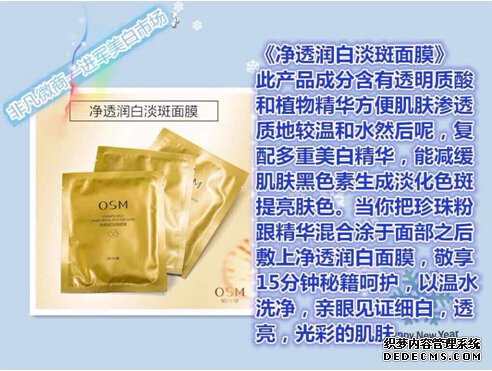 非凡微商—进军美白市场
净透润白淡斑面膜
OSM
OSM
《净透润白淡斑面膜》
此产品成分含有透明质酸
和植物精华方便肌肤渗透
质地较温和水然后呢，复
配多重美白精华，能减缓
肌肤黑色素生成淡化色斑
提亮肤色。当你把珍珠粉
跟精华混合涂于面部之后
敷上净透润白面膜，敬享
15分钟秘籍呵护，以温水
洗净，亲眼见证细白，透
亮，光彩的肌肤
ppy New Year
织梦内容管理系统
DEDECMS.COM